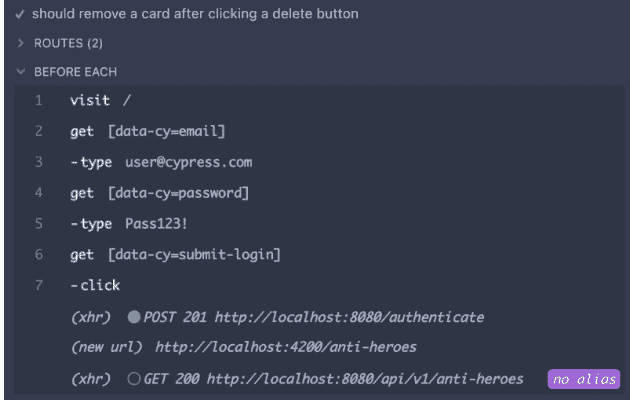 ✓ should remove a card after clicking a delete button
> ROUTES (2)
BEFORE EACH
1 visit /
2 get [data-cy=email]
3 -type user@cypress.com
4 get [data-cy=password]
5 -type Pass123!
6 get [data-cy=submit-login]
7 -click
(xhr) POST 201 http://localhost:8080/authenticate
(new url) http://localhost:4200/anti-heroes
(xhr) GET 200 http://localhost:8080/api/v1/anti-heroes no alias